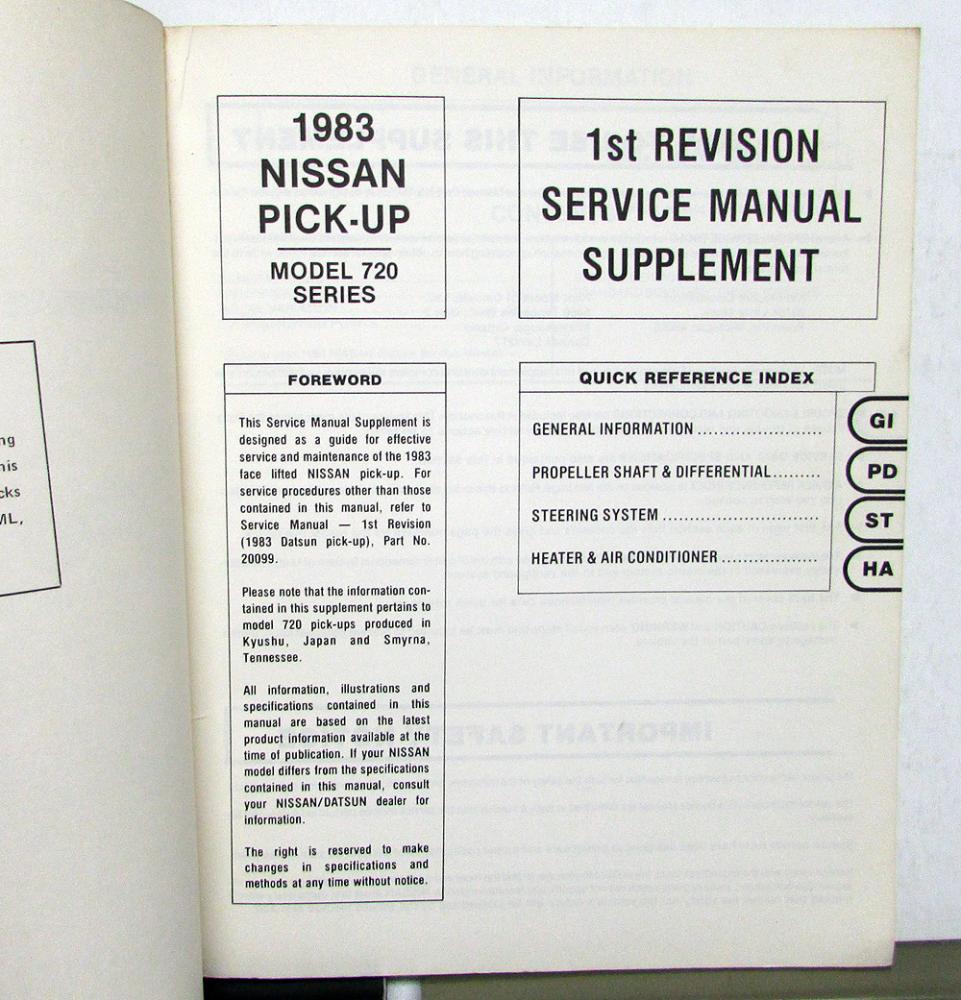 ng
his
cks
ML,
1983
NISSAN
PICK-UP
MODEL 720
SERIES
1st REVISION
SERVICE MANUAL
SUPPLEMENT
FOREWORD
This Service Manual Supplement is
designed as a guide for effective
service and maintenance of the 1983
face lifted NISSAN pick-up. For
service procedures other than those
contained in this manual, refer to
Service Manual — 1st Revision
(1983 Datsun pick-up), Part No.
20099.
Please note that the information con-
tained in this supplement pertains to
model 720 pick-ups produced in
Kyushu, Japan and Smyrna,
Tennessee.
All information, illustrations and
specifications contained in this
manual are based on the latest
product information available at the
time of publication. If your NISSAN
model differs from the specifications
contained in this manual, consult
your NISSAN/DATSUN dealer for
information.
The right is reserved to make
changes in specifications and
methods at any time without notice.
QUICK REFERENCE INDEX
GENERAL INFORMATION ...................... GI
PROPELLER SHAFT & DIFFERENTIAL......... PD
STEERING SYSTEM ........................... ST
HEATER & AIR CONDITIONER ................ HA